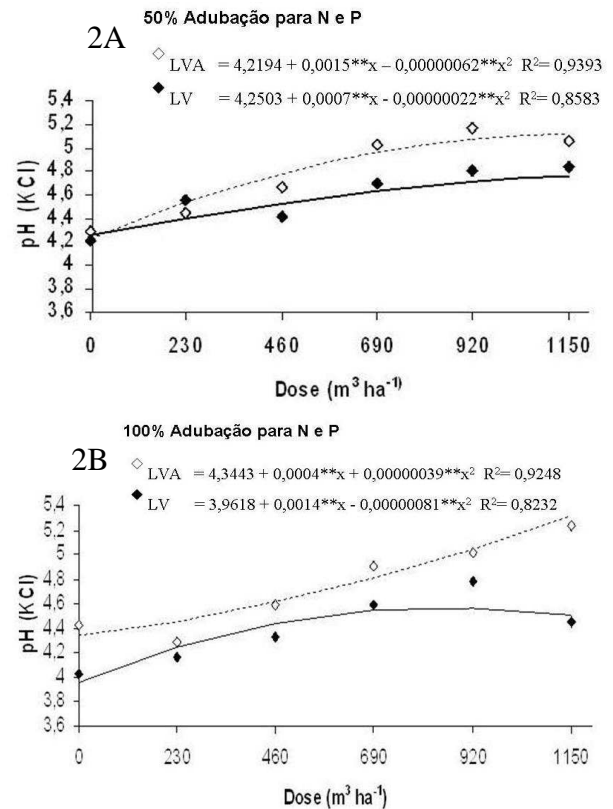 2A
50% Adubação para N e P
LVA = 4,2194 + 0,0015**x – 0,00000062**x² R²= 0,9393
LV = 4,2503 + 0,0007**x - 0,00000022**x² R²= 0,8583
5,4
5,2
5
4,8
4,6
4,4
4,2
4
3,8
3,6
pH (KCl)
0 230 460 690 920 1150
Dose (m³ ha⁻¹)
100% Adubação para N e P
2B
LVA = 4,3443 + 0,0004**x + 0,00000039**x² R²= 0,9248
LV = 3,9618 + 0,0014**x - 0,00000081**x² R²= 0,8232
5,4
5,2
5
4,8
4,6
4,4
4,2
4
3,8
3,6
pH (KCl)
0 230 460 690 920 1150
Dose (m³ ha⁻¹)